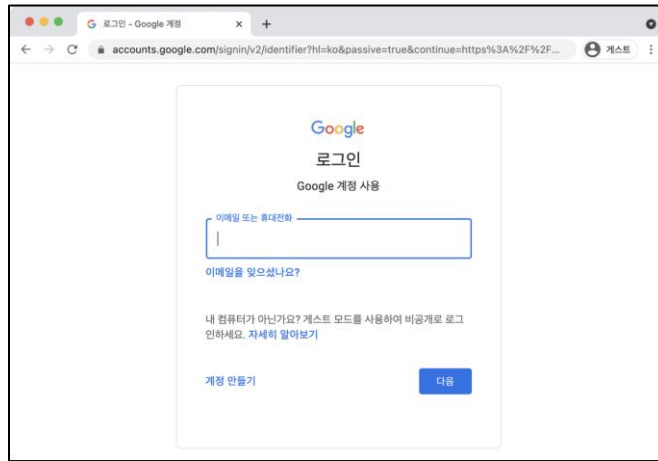 로그인 - Google 계정
accounts.google.com/signin/v2/identifier?hl=ko&passive=true&continue=https%3A%2F%2F...
게스트
Google
로그인
Google 계정 사용
이메일 또는 휴대전화
이메일을 잊으셨나요?
내 컴퓨터가 아닌가요? 게스트 모드를 사용하여 비공개로 로그
인하세요. 자세히 알아보기
계정 만들기
다음